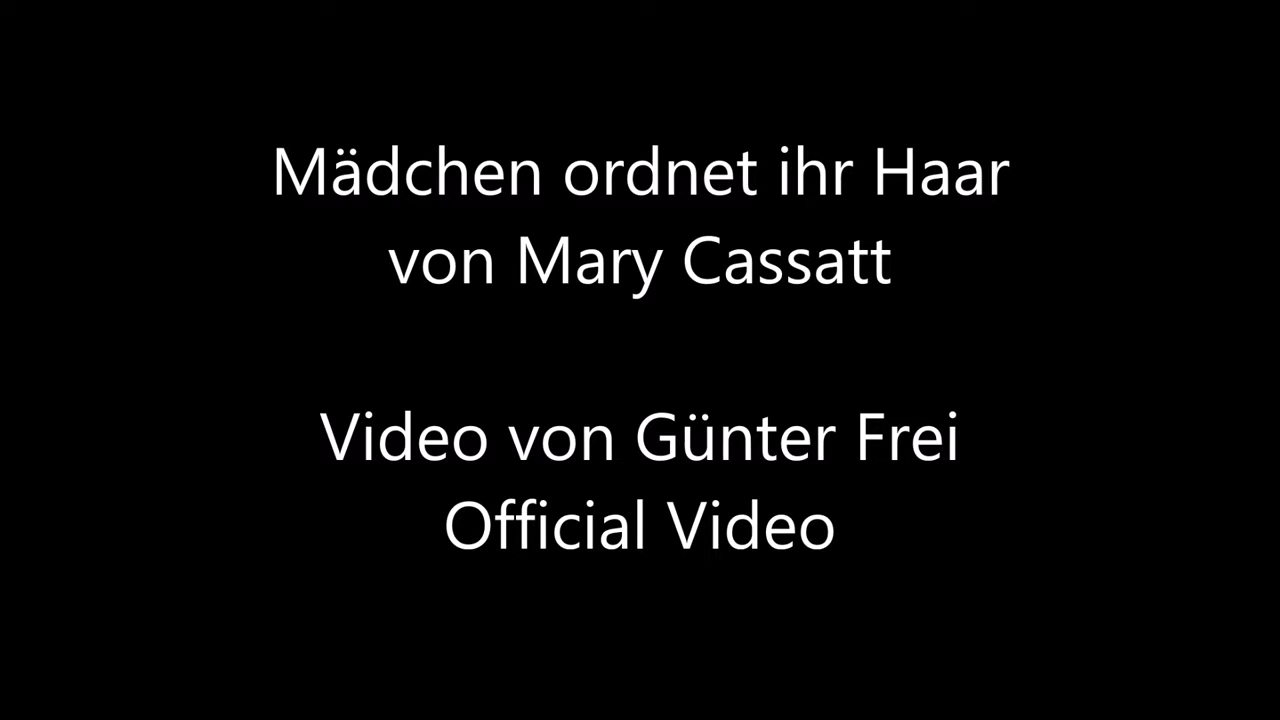 Mädchen ordnet ihr Haar
von Mary Cassatt
Video von Günter Frei
Official Video